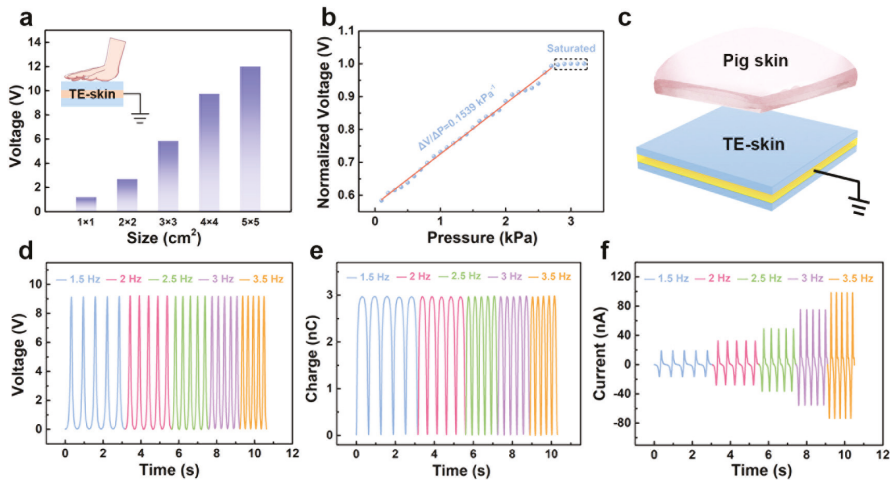 a
14
12
10
8
6
4
2
0
Voltage (V)
TE-skin
1×1 2×2 3×3 4×4 5×5
Size (cm²)
b
1.1
1.0
0.9
0.8
0.7
0.6
Normalized Voltage (V)
Saturated
ΔV/ΔP=0.1539 kPa⁻¹
0 1 2 3
Pressure (kPa)
c
Pig skin
TE-skin
d
1.5 Hz 2 Hz 2.5 Hz 3 Hz 3.5 Hz
9
6
3
0
Voltage (V)
0 2 4 6 8 10 12
Time (s)
e
1.5 Hz 2 Hz 2.5 Hz 3 Hz 3.5 Hz
4
3
2
1
0
Charge (nC)
0 2 4 6 8 10 12
Time (s)
f
1.5 Hz 2 Hz 2.5 Hz 3 Hz 3.5 Hz
120
80
40
0
-40
-80
Current (nA)
0 2 4 6 8 10 12
Time (s)